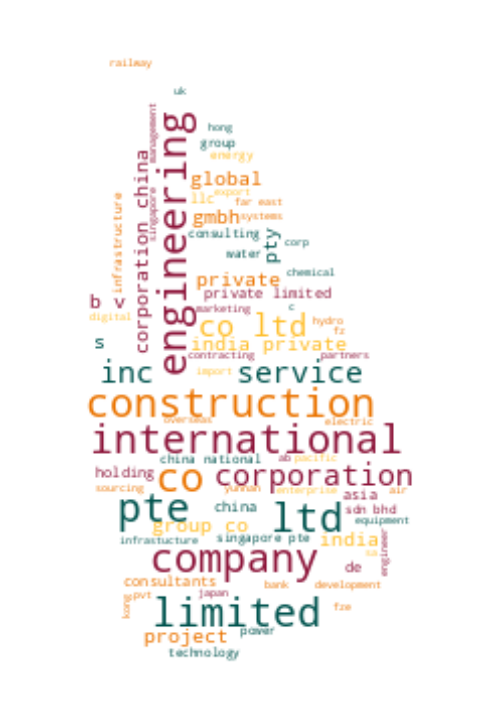 railway
uk
management
engineering
hong
group
energy
corporation china
singapore
global
export
llc
far east
infrastructure
gmbh
systems
consulting
pty
corp
water
chemical
private
private limited
b v
marketing
c
digital
co ltd
hydro
fz
s
india private
contracting
partners
inc
import
service
construction
overseas
electric
international
china national
ab
pacific
holding
co
corporation
sourcing
yunnan
enterprise
asia
air
pte
china
ltd
sdn bhd
group co
equipment
infrastucture
singapore pte
india
engineer
company
sa
de
consultants
bank
development
kong
pvt
japan
limited
fze
project
power
technology